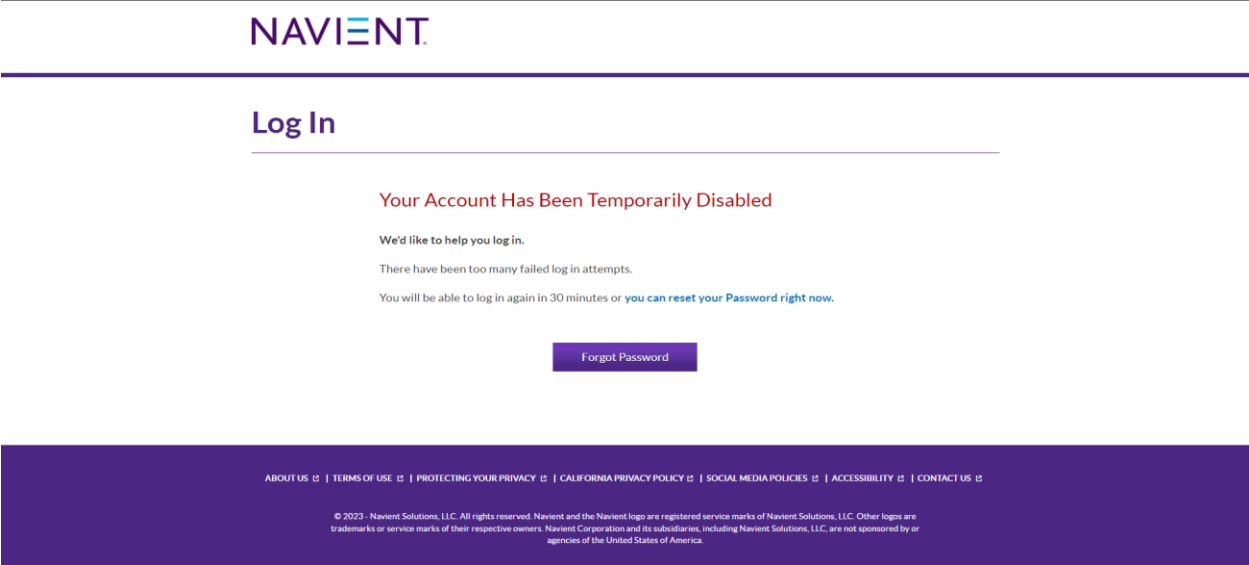 NAVIENT.
Log In
Your Account Has Been Temporarily Disabled
We'd like to help you log in.
There have been too many failed log in attempts.
You will be able to log in again in 30 minutes or you can reset your Password right now.
Forgot Password
ABOUT US | TERMS OF USE | PROTECTING YOUR PRIVACY | CALIFORNIA PRIVACY POLICY | SOCIAL MEDIA POLICIES | ACCESSIBILITY | CONTACT US
© 2023 - Navient Solutions, LLC. All rights reserved. Navient and the Navient logo are registered service marks of Navient Solutions, LLC. Other logos are
trademarks or service marks of their respective owners. Navient Corporation and its subsidiaries, including Navient Solutions, LLC, are not sponsored by or
agencies of the United States of America.